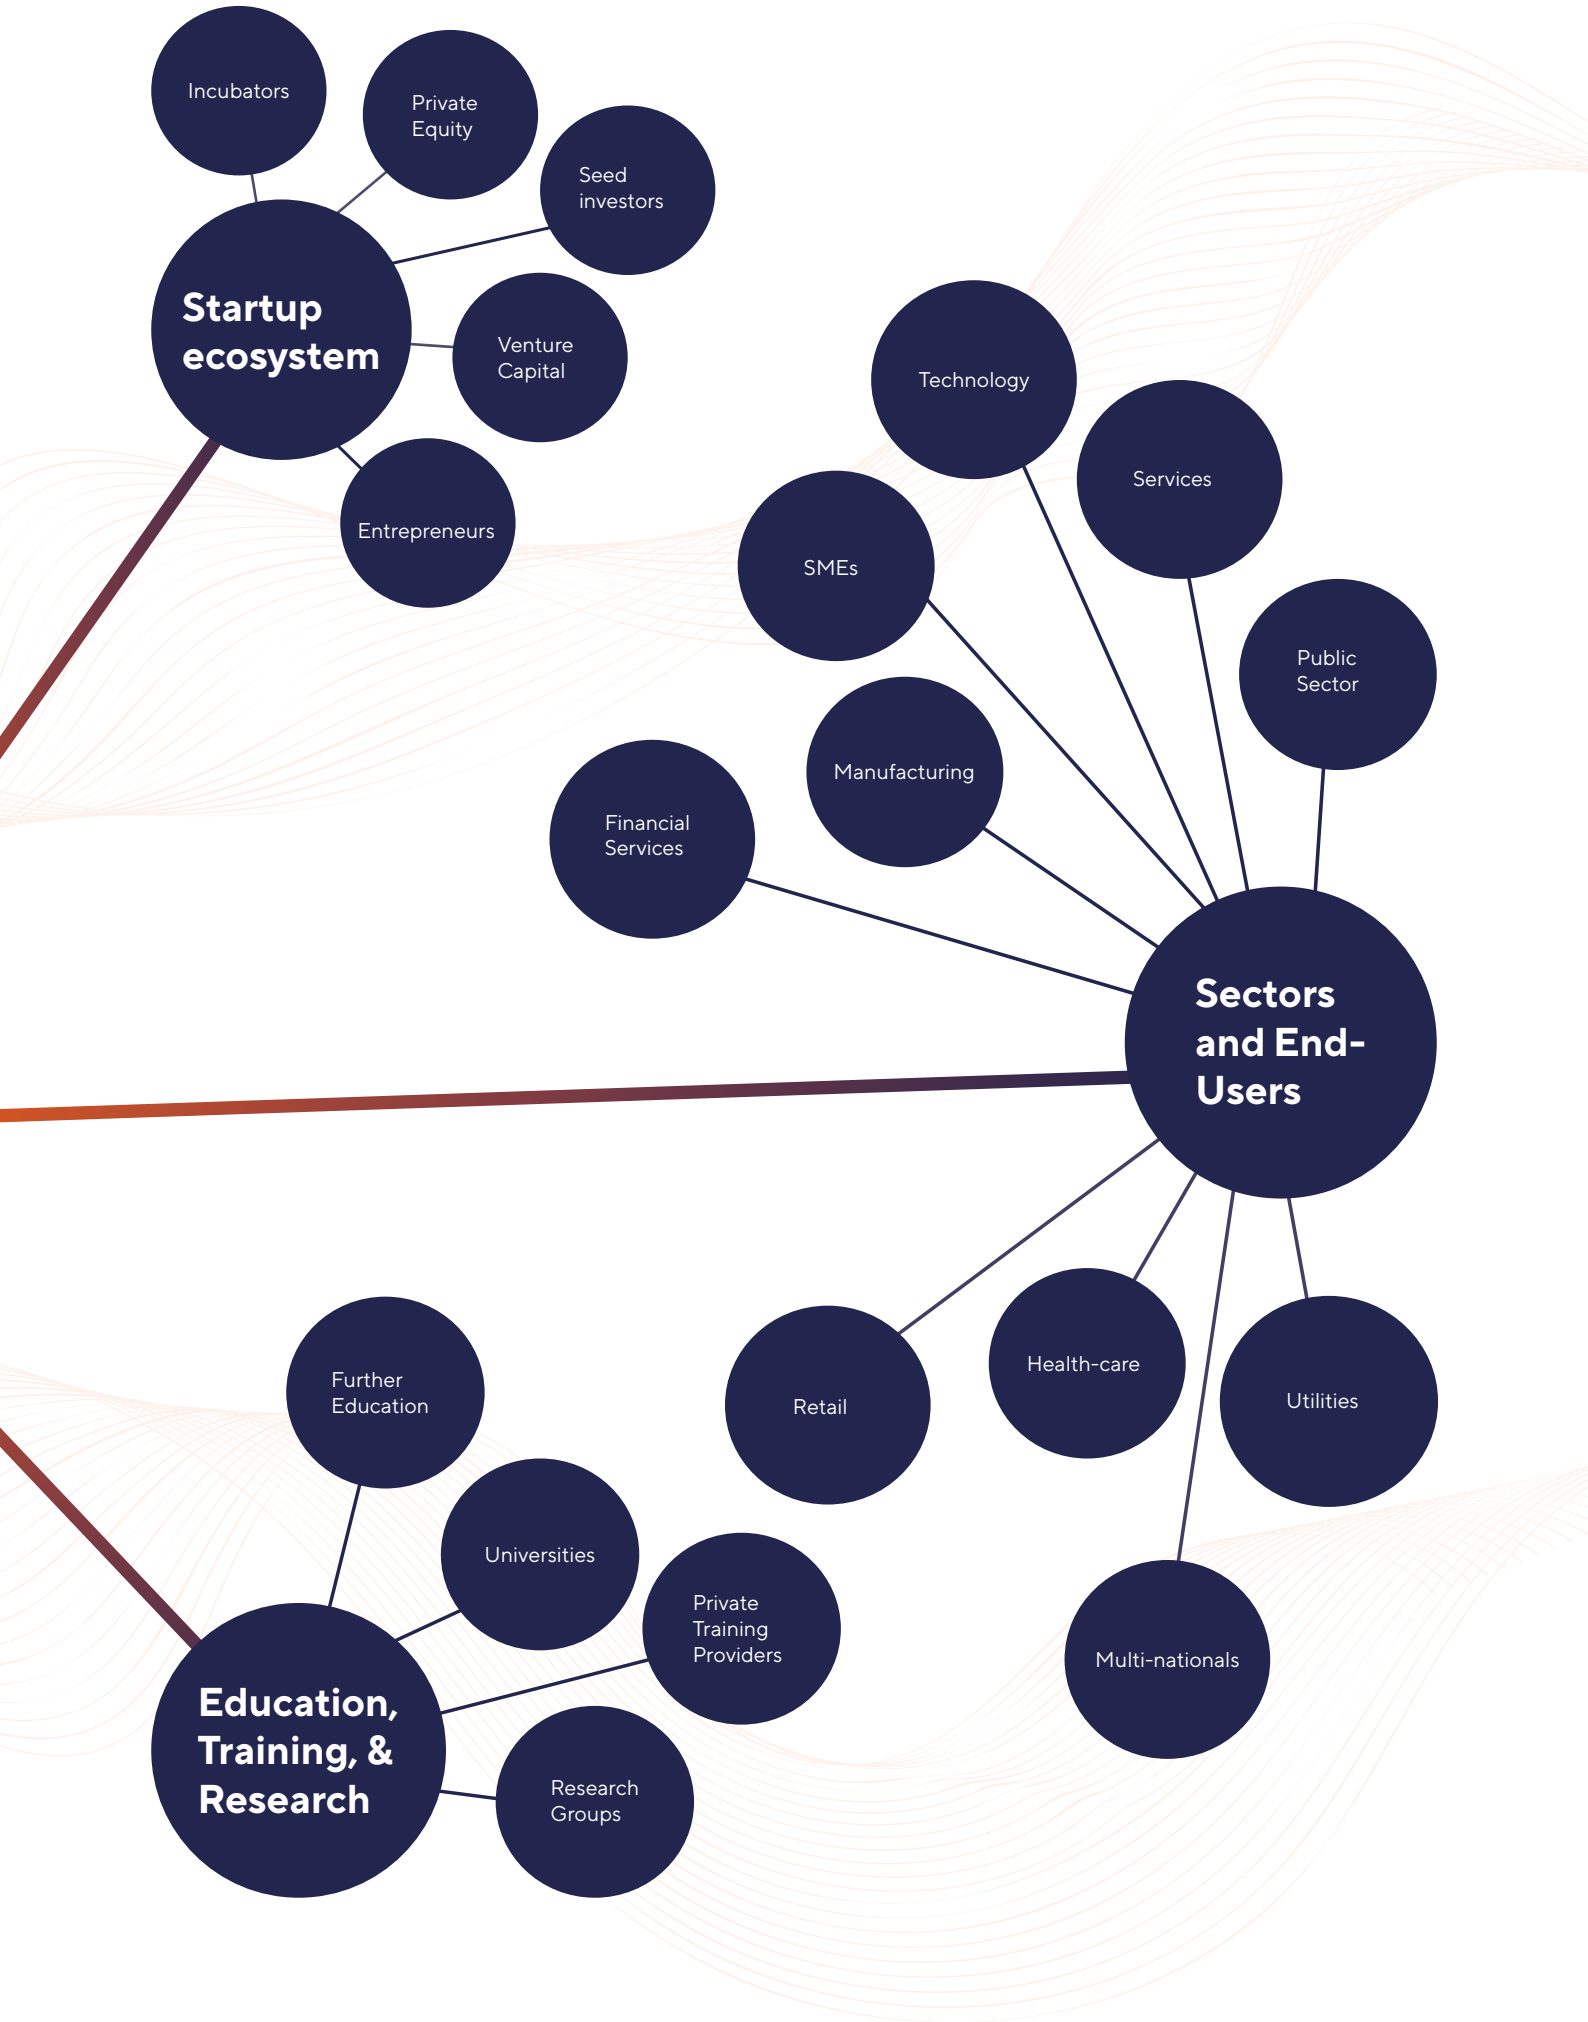 Incubators
Private
Equity
Seed
investors
Startup
ecosystem
Venture
Capital
Entrepreneurs
Technology
Services
SMEs
Public
Sector
Manufacturing
Financial
Services
Sectors
and End-
Users
Retail
Health-care
Utilities
Multi-nationals
Further
Education
Universities
Private
Training
Providers
Education,
Training, &
Research
Research
Groups